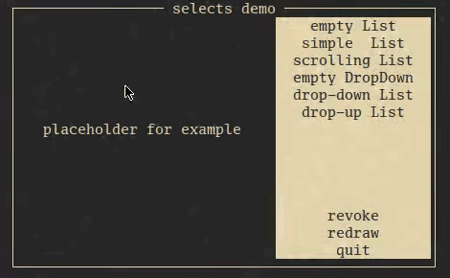 selects demo
empty List
simple  List
scrolling List
empty DropDown
drop-down List
drop-up List
placeholder for example
revoke
redraw
quit